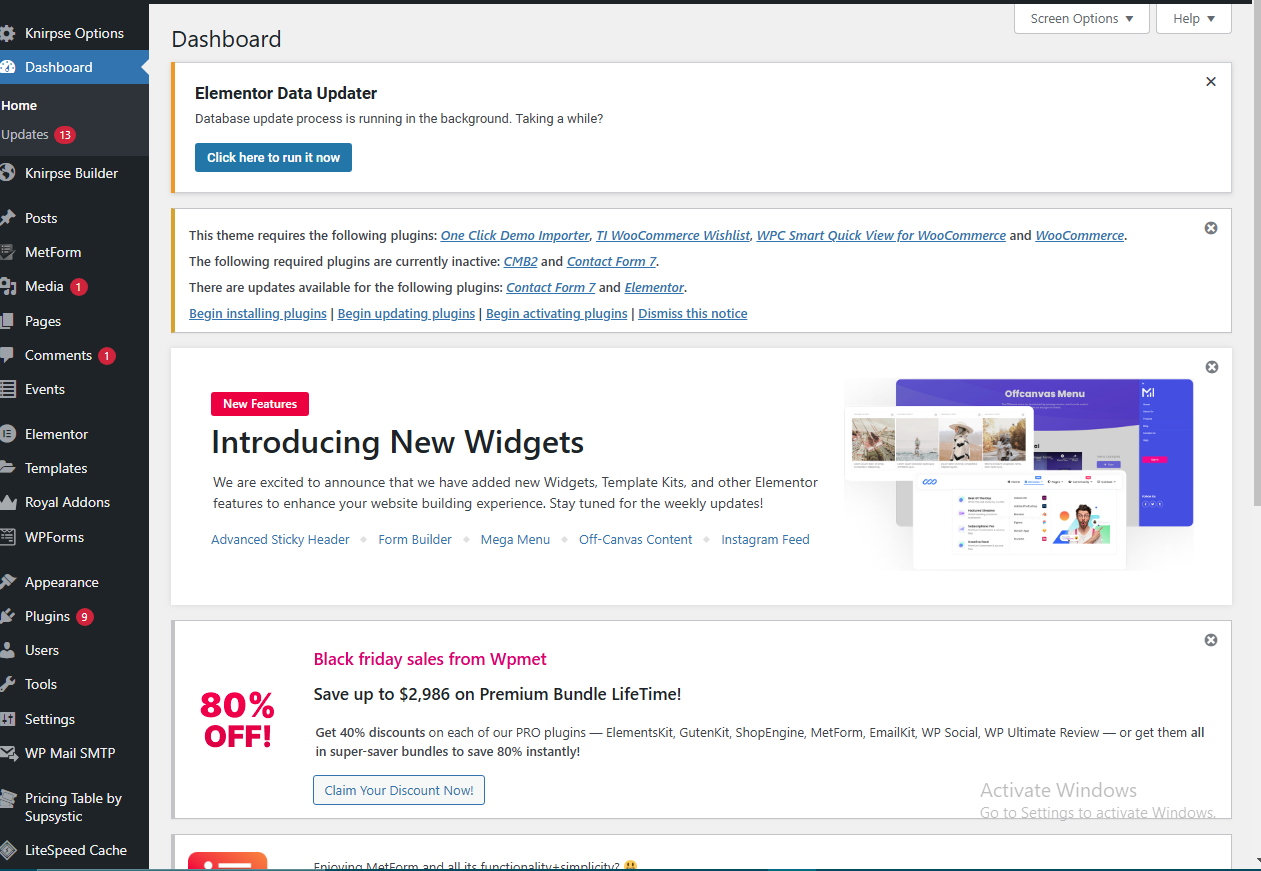 Screen Options
Help
Knirpse Options
Dashboard
Home
Updates 13
Knirpse Builder
Posts
MetForm
Media 1
Pages
Comments 1
Events
Elementor
Templates
Royal Addons
WPForms
Appearance
Plugins 9
Users
Tools
Settings
WP Mail SMTP
Pricing Table by
Supsystic
LiteSpeed Cache
Dashboard
Elementor Data Updater
Database update process is running in the background. Taking a while?
Click here to run it now
This theme requires the following plugins: One Click Demo Importer, TI WooCommerce Wishlist, WPC Smart Quick View for WooCommerce and WooCommerce.
The following required plugins are currently inactive: CMB2 and Contact Form 7.
There are updates available for the following plugins: Contact Form 7 and Elementor.
Begin installing plugins | Begin updating plugins | Begin activating plugins | Dismiss this notice
New Features
Introducing New Widgets
We are excited to announce that we have added new Widgets, Template Kits, and other Elementor
features to enhance your website building experience. Stay tuned for the weekly updates!
Advanced Sticky Header
Form Builder
Mega Menu
Off-Canvas Content
Instagram Feed
Offcanvas Menu
80%
OFF!
Black friday sales from Wpmet
Save up to $2,986 on Premium Bundle LifeTime!
Get 40% discounts on each of our PRO plugins — ElementsKit, GutenKit, ShopEngine, MetForm, EmailKit, WP Social, WP Ultimate Review — or get them all
in super-saver bundles to save 80% instantly!
Claim Your Discount Now!
Activate Windows
Go to Settings to activate Windows.
Enjoying MetForm and all its functionality+simplicity? 😃